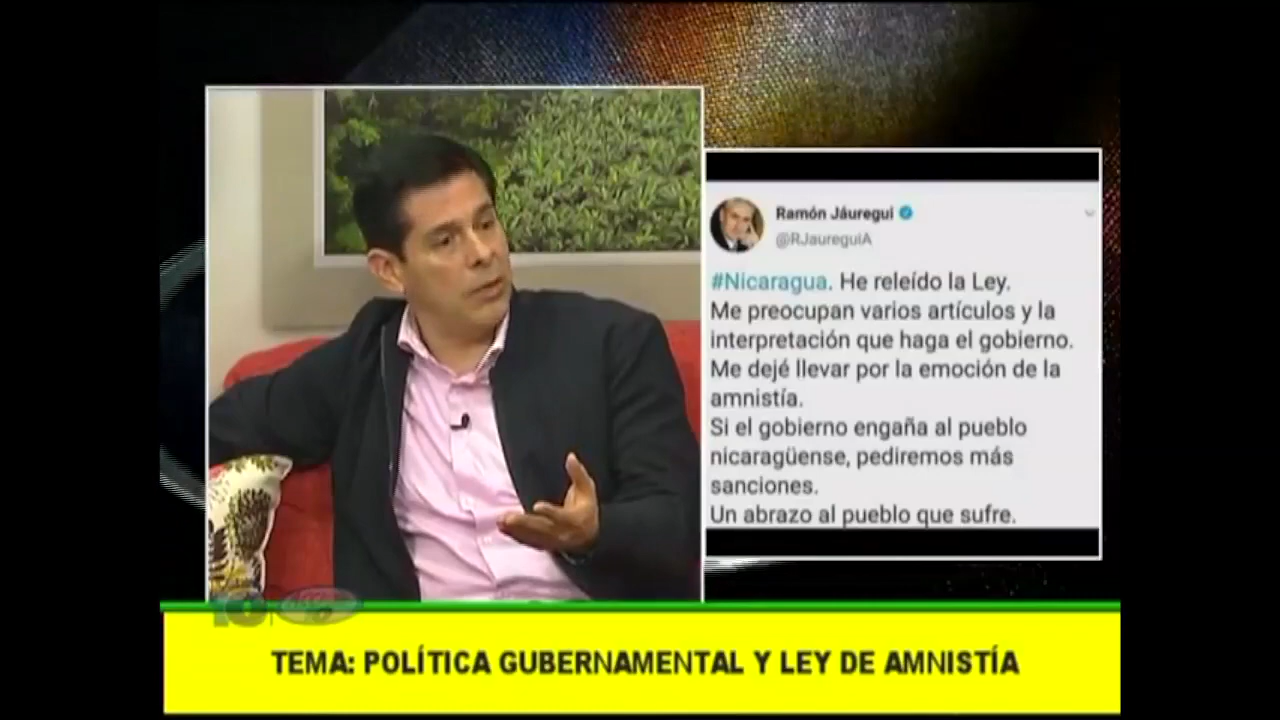 Ramón Jáuregui
@RJaureguiA
#Nicaragua. He releído la Ley.
Me preocupan varios artículos y la
interpretación que haga el gobierno.
Me dejé llevar por la emoción de la
amnistía.
Si el gobierno engaña al pueblo
nicaragüense, pediremos más
sanciones.
Un abrazo al pueblo que sufre.
10
TEMA: POLÍTICA GUBERNAMENTAL Y LEY DE AMNISTÍA